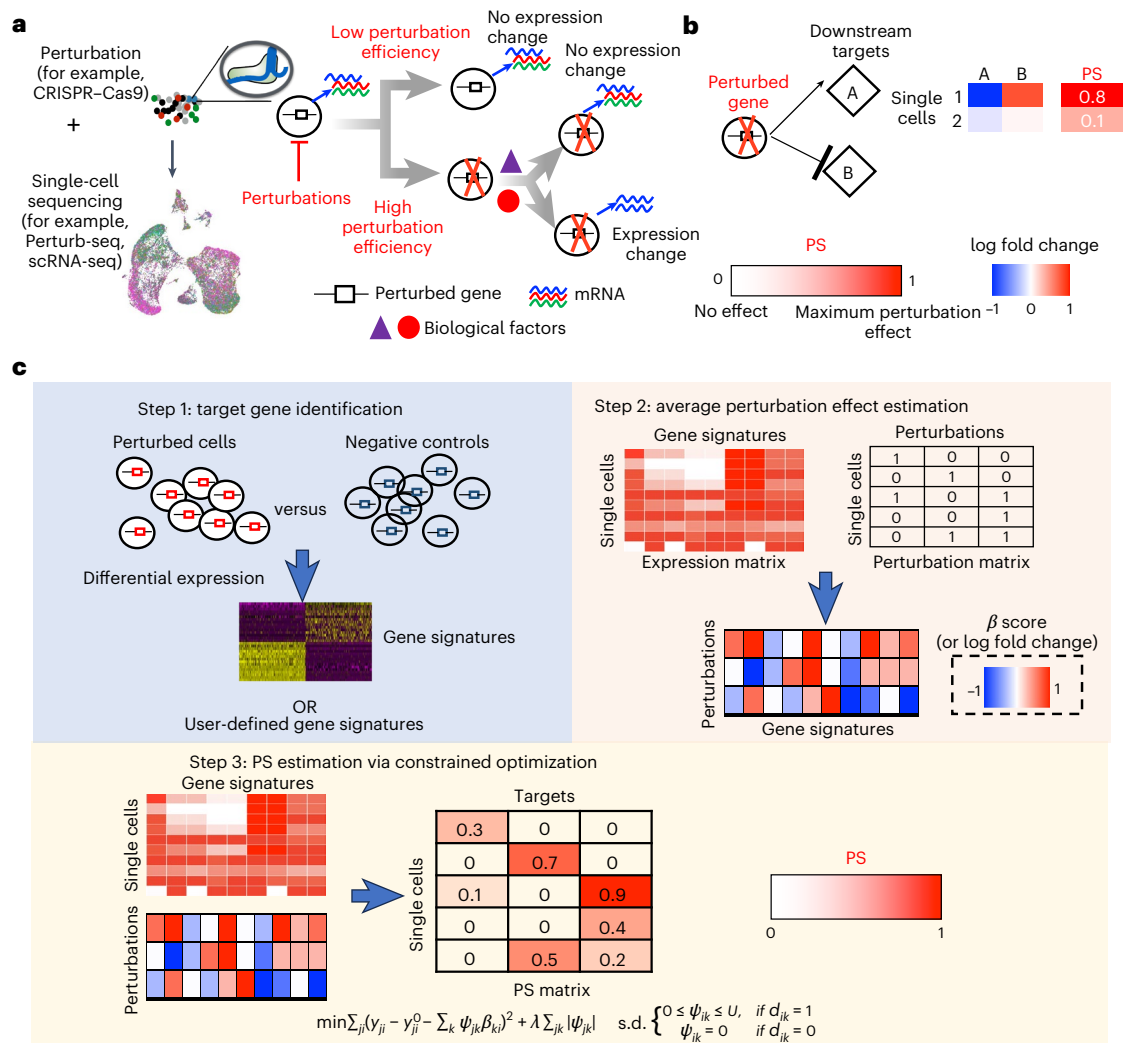 a
Perturbation
(for example,
CRISPR–Cas9)
+
Single-cell
sequencing
(for example,
Perturb-seq,
scRNA-seq)
Low perturbation
efficiency
No expression
change
No expression
change
Perturbations
High
perturbation
efficiency
Expression
change
Perturbed gene
mRNA
Biological factors
b
Downstream
targets
Perturbed
gene
A
B
A B PS
Single
cells
1 0.8
2 0.1
PS
0 1
No effect
Maximum perturbation
effect
log fold change
–1 0 1
c
Step 1: target gene identification
Perturbed cells
Negative controls
versus
Differential expression
Gene signatures
OR
User-defined gene signatures
Step 2: average perturbation effect estimation
Gene signatures
Single cells
Expression matrix
Perturbations
Single cells
1 0 0
0 1 0
1 0 1
0 0 1
0 1 1
Perturbation matrix
Perturbations
Gene signatures
β score
(or log fold change)
–1 1
Step 3: PS estimation via constrained optimization
Gene signatures
Single cells
Perturbations
Targets
Single cells
0.3 0 0
0 0.7 0
0.1 0 0.9
0 0 0.4
0 0.5 0.2
PS matrix
PS
0 1
min∑ji(yji – y0ji – ∑k ψjkβki)2 + λ∑jk |ψjk| s.d. { 0 ≤ ψik ≤ U, if dik = 1
ψik = 0 if dik = 0